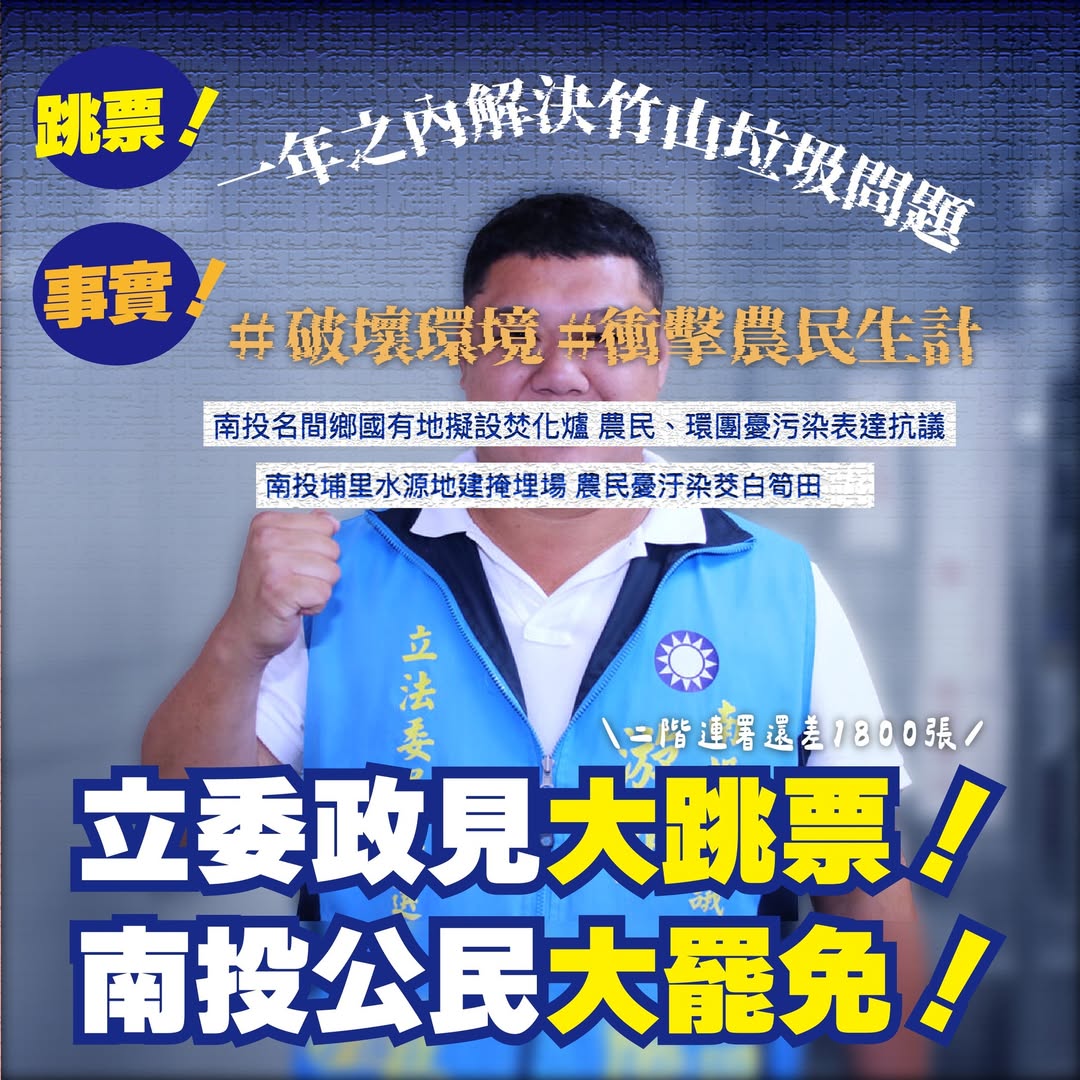 跳票！
一年之內解決竹山垃圾問題
事實！
#破壞環境 #衝擊農民生計
南投名間鄉國有地擬設焚化爐 農民、環團憂污染表達抗議
南投埔里水源地建掩埋場 農民憂汙染茭白筍田
立法委
\二階連署還差1800張/
立委政見大跳票！
南投公民大罷免！